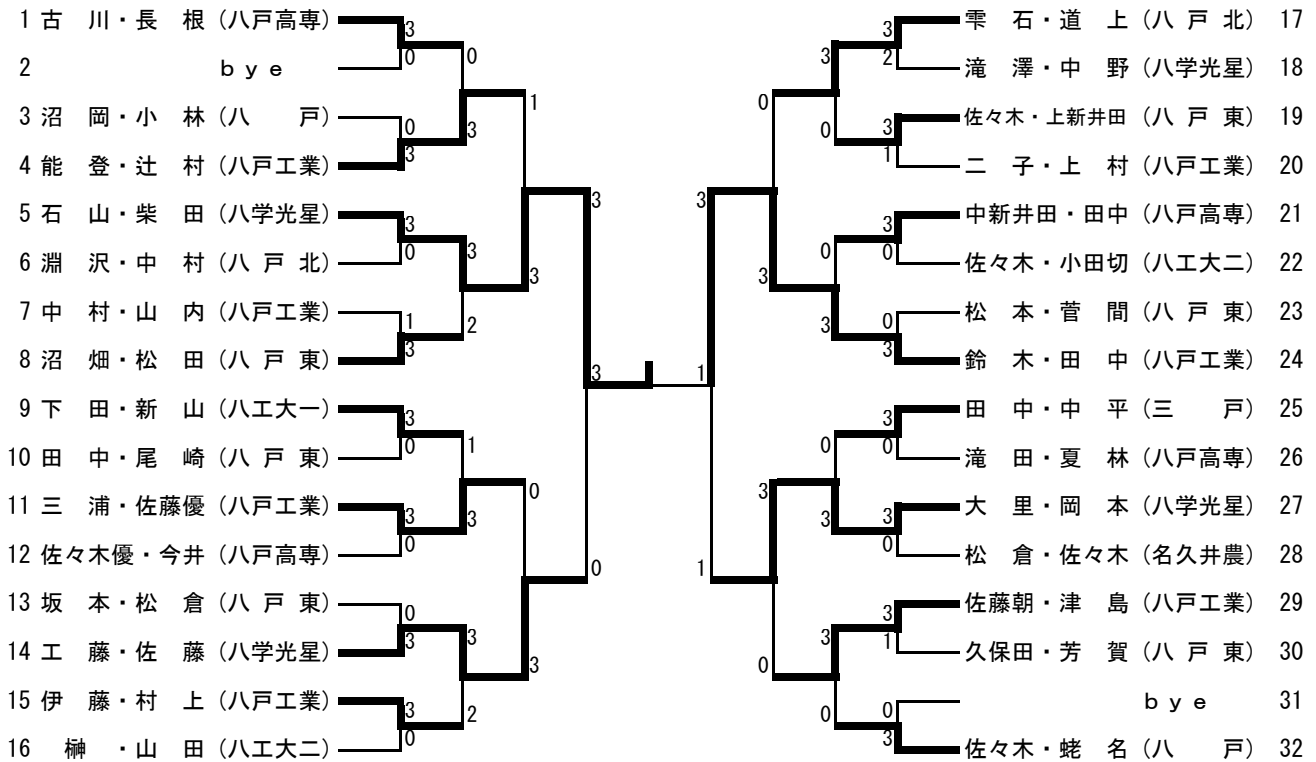 1 古 川・長 根 (八戸高専)
2 ｂｙｅ
3 沼 岡・小 林 (八 戸)
4 能 登・辻 村 (八戸工業)
5 石 山・柴 田 (八学光星)
6 淵 沢・中 村 (八 戸 北)
7 中 村・山 内 (八戸工業)
8 沼 畑・松 田 (八 戸 東)
9 下 田・新 山 (八工大一)
10 田 中・尾 崎 (八 戸 東)
11 三 浦・佐藤優 (八戸工業)
12 佐々木優・今井 (八戸高専)
13 坂 本・松 倉 (八 戸 東)
14 工 藤・佐 藤 (八学光星)
15 伊 藤・村 上 (八戸工業)
16 榊 ・山 田 (八工大二)
3
0
0
3
3
0
1
3
3
0
3
0
0
3
3
0
0
3
3
2
1
3
3
2
1
3
0
3
3
0
3
1
3
1
0
3
3
1
0
3
3
0
3
0
0
3
0
3
3
0
3
2
3
1
3
0
0
3
3
0
3
0
3
1
0
3
雫 石・道 上 (八 戸 北) 17
滝 澤・中 野 (八学光星) 18
佐々木・上新井田 (八 戸 東) 19
二 子・上 村 (八戸工業) 20
中新井田・田中 (八戸高専) 21
佐々木・小田切 (八工大二) 22
松 本・菅 間 (八 戸 東) 23
鈴 木・田 中 (八戸工業) 24
田 中・中 平 (三 戸) 25
滝 田・夏 林 (八戸高専) 26
大 里・岡 本 (八学光星) 27
松 倉・佐々木 (名久井農) 28
佐藤朝・津 島 (八戸工業) 29
久保田・芳 賀 (八 戸 東) 30
ｂｙｅ 31
佐々木・蛯 名 (八 戸) 32